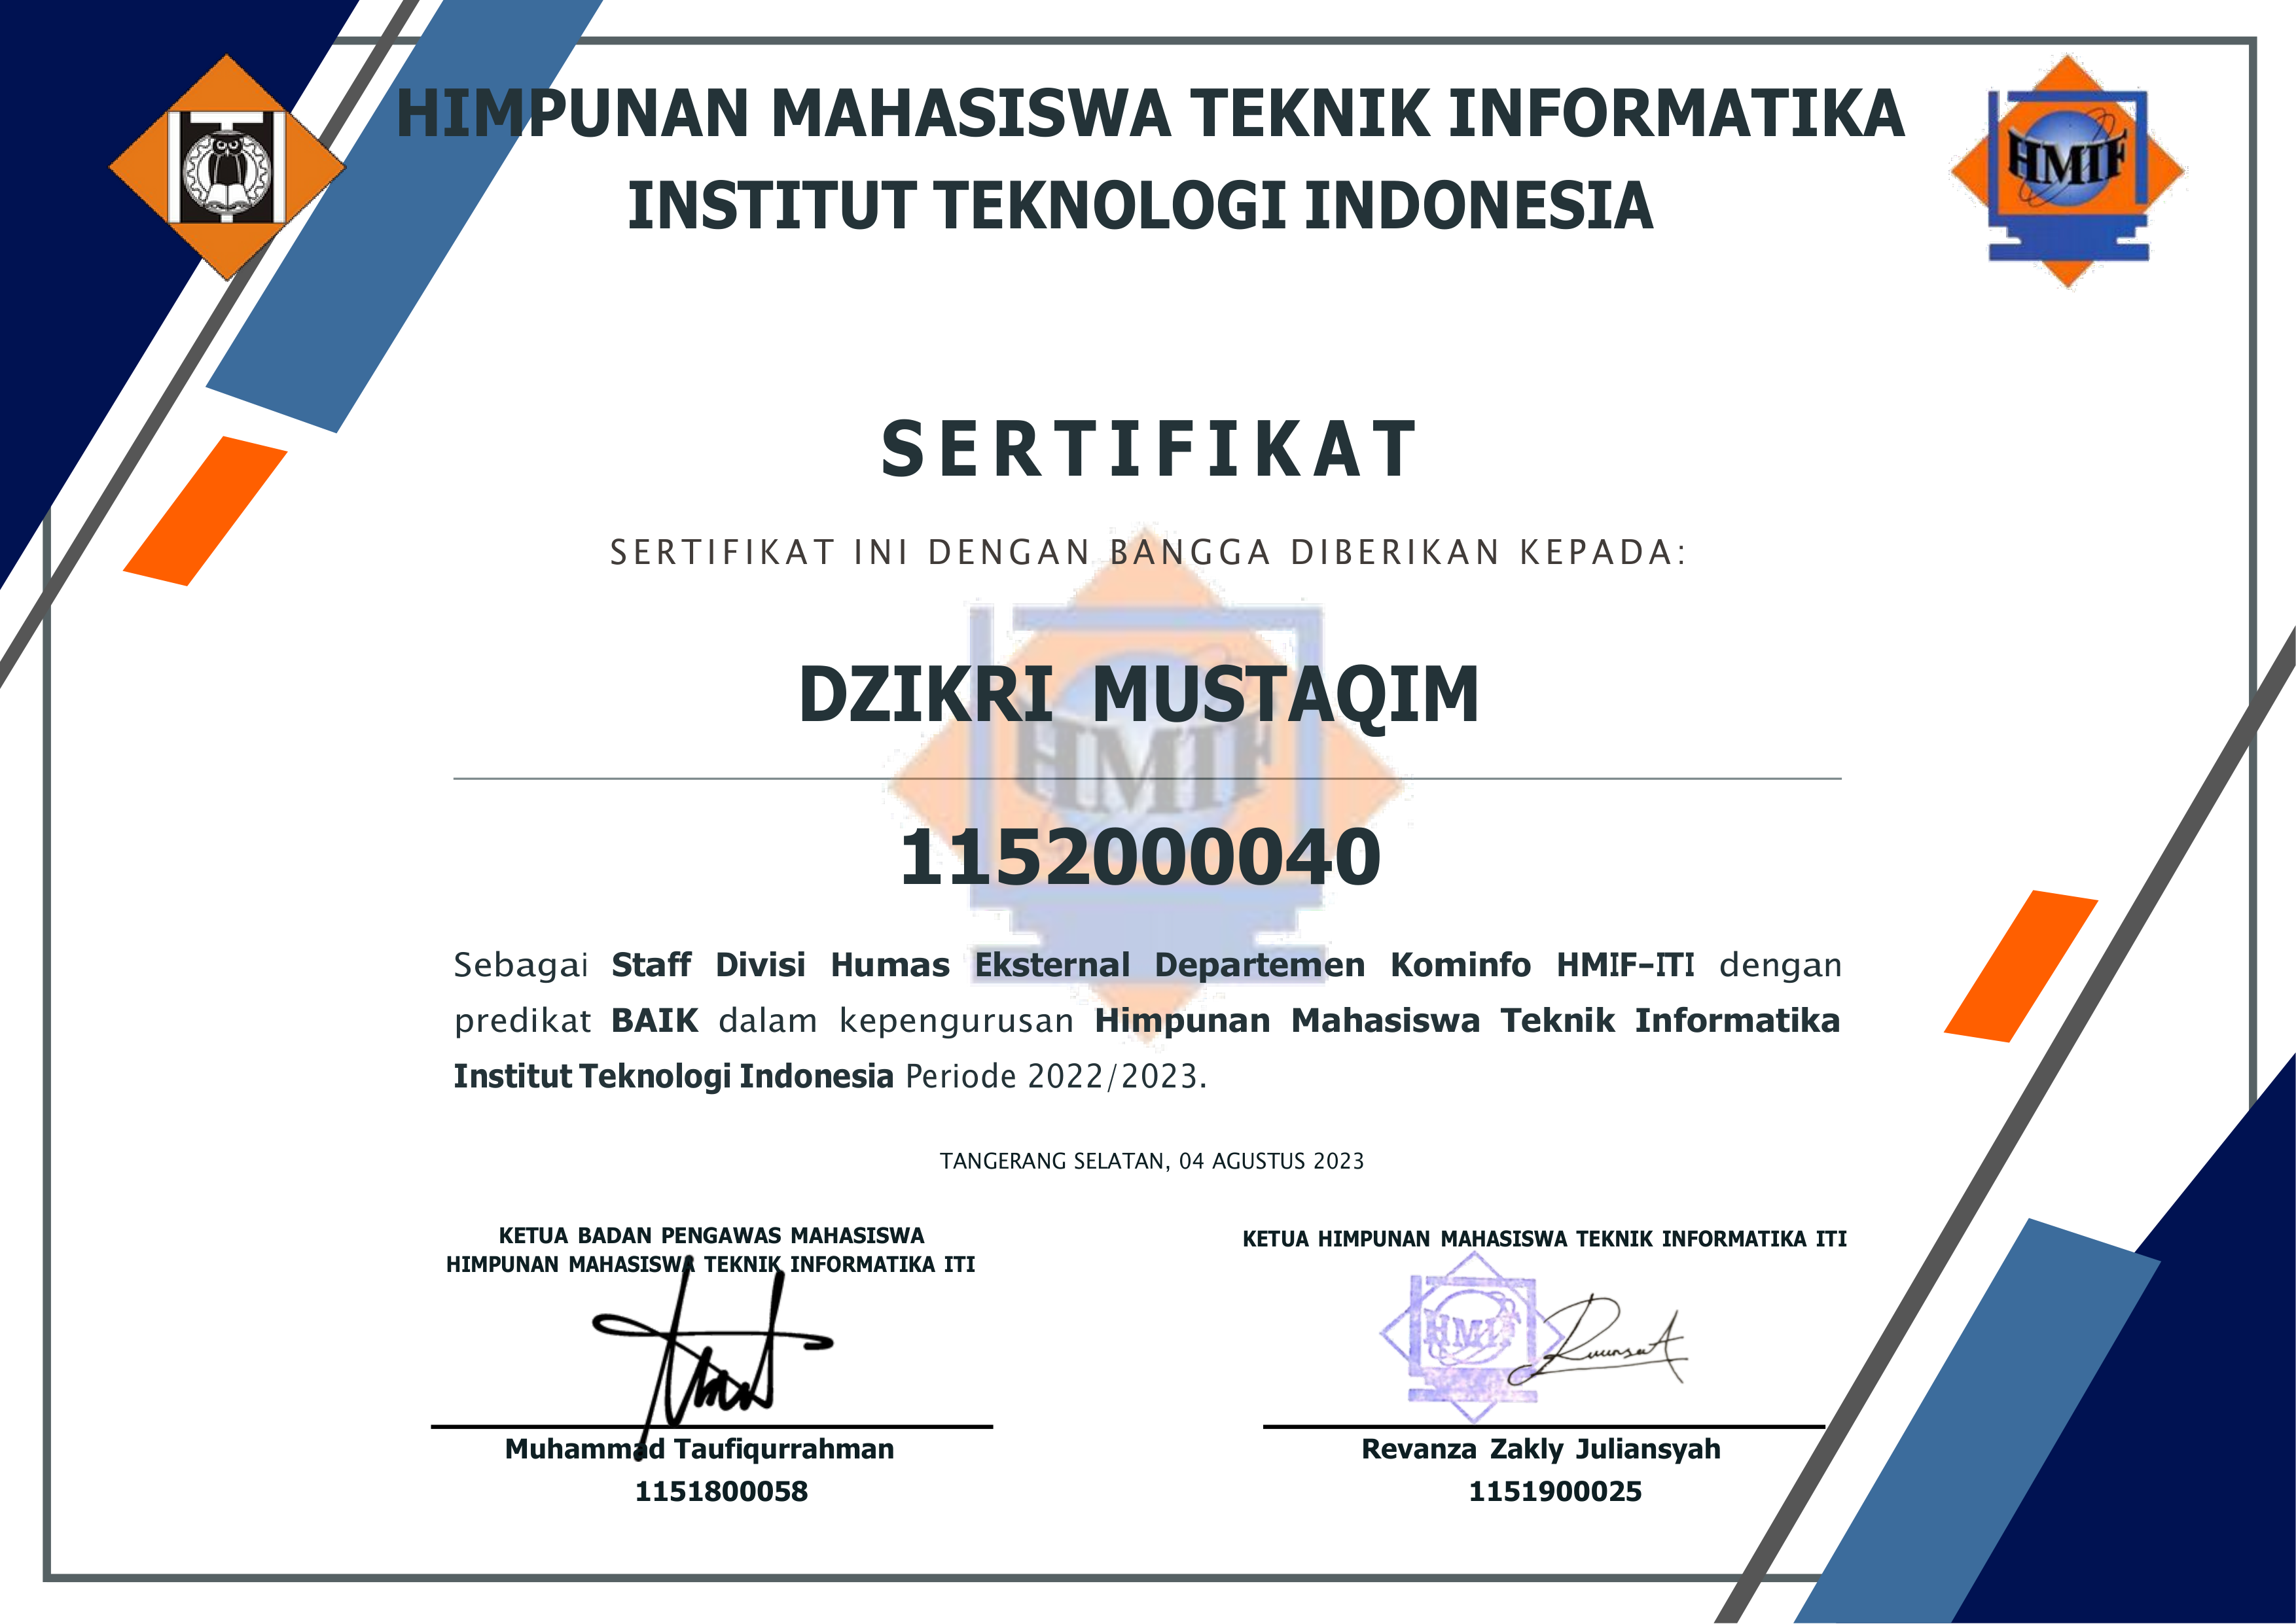 HIMPUNAN MAHASISWA TEKNIK INFORMATIKA
INSTITUT TEKNOLOGI INDONESIA
HMIF
SERTIFIKAT
SERTIFIKAT INI DENGAN BANGGA DIBERIKAN KEPADA:
DZIKRI MUSTAQIM
HMIF
1152000040
Sebagai Staff Divisi Humas Eksternal Departemen Kominfo HMIF-ITI dengan
predikat BAIK dalam kepengurusan Himpunan Mahasiswa Teknik Informatika
Institut Teknologi Indonesia Periode 2022/2023.
TANGERANG SELATAN, 04 AGUSTUS 2023
KETUA BADAN PENGAWAS MAHASISWA
HIMPUNAN MAHASISWA TEKNIK INFORMATIKA ITI
Muhammad Taufiqurrahman
1151800058
KETUA HIMPUNAN MAHASISWA TEKNIK INFORMATIKA ITI
HMIF
Revanza Zakly Juliansyah
1151900025